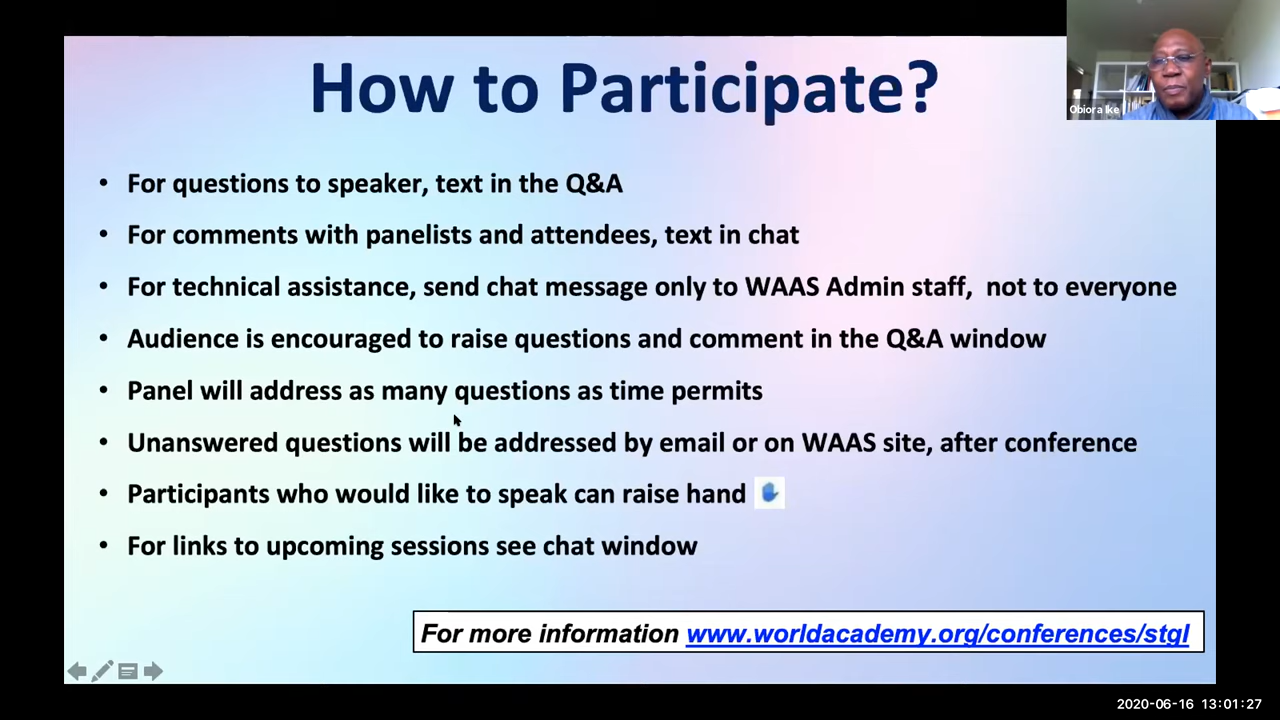 How to Participate?
Obiora Ike
• For questions to speaker, text in the Q&A
• For comments with panelists and attendees, text in chat
• For technical assistance, send chat message only to WAAS Admin staff,  not to everyone
• Audience is encouraged to raise questions and comment in the Q&A window
• Panel will address as many questions as time permits
• Unanswered questions will be addressed by email or on WAAS site, after conference
• Participants who would like to speak can raise hand
• For links to upcoming sessions see chat window
For more information www.worldacademy.org/conferences/stgl
2020-06-16 13:01:27